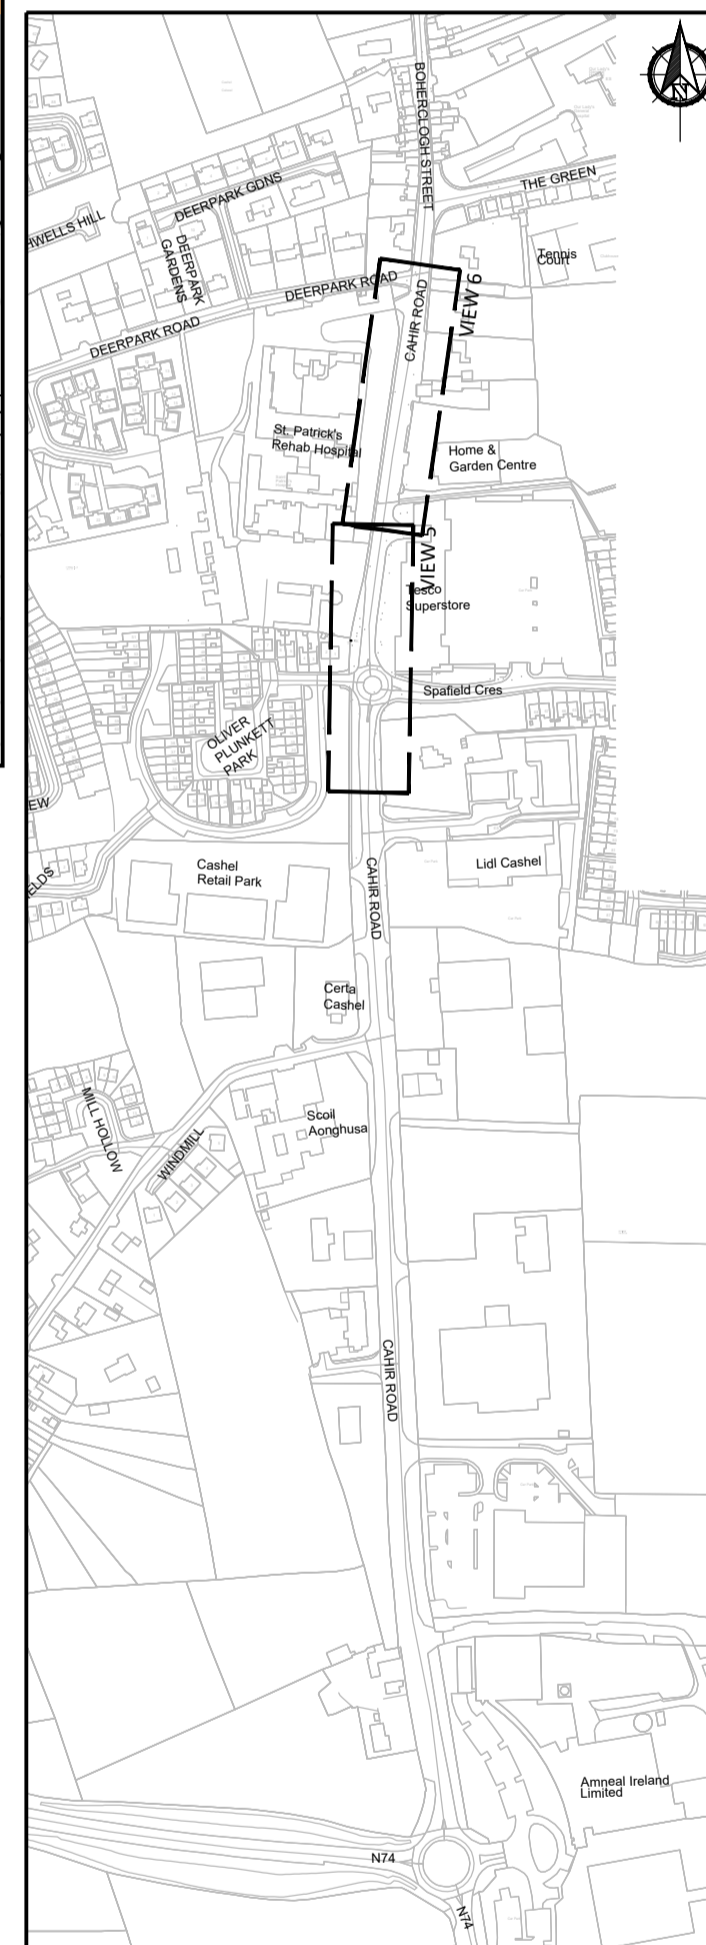 N
BOHERCLOGH STREET
THE GREEN
DEERPARK GDNS
HWELLS HILL
DEERPARK
GARDENS
Tennis
Court
DEERPARK ROAD
DEERPARK ROAD
CAHIR ROAD
VIEW 6
St. Patrick's
Rehab Hospital
Home &
Garden Centre
VIEW 5
Tesco
Superstore
Spafield Cres
OLIVER
PLUNKETT
PARK
EW
Cashel
Retail Park
Lidl Cashel
ELDS
CAHIR ROAD
Certa
Cashel
MILL HOLLOW
WINDMILL
Scoil
Aonghusa
CAHIR ROAD
Amneal Ireland
Limited
N74
N74